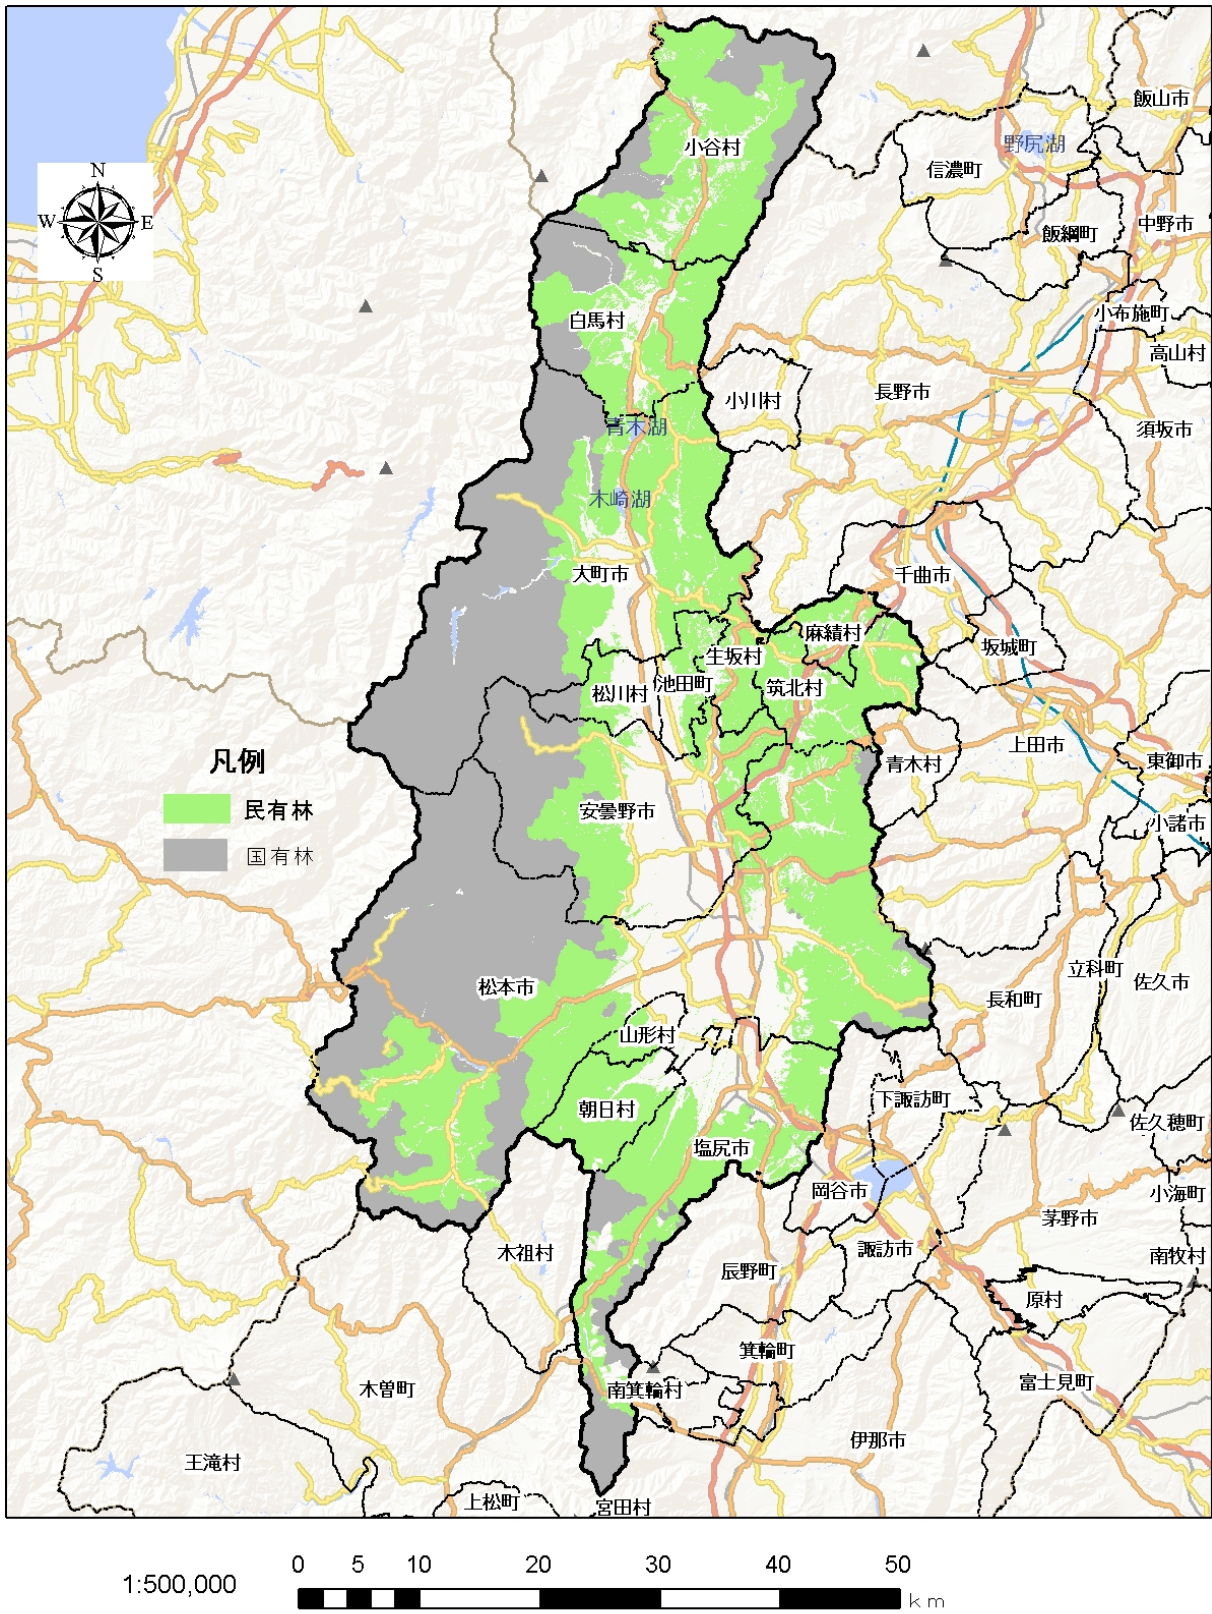 飯山市
小谷村
野尻湖
信濃町
N
W
E
S
中野市
飯綱町
小布施町
白馬村
高山村
小川村
長野市
青木湖
須坂市
木崎湖
大町市
千曲市
麻績村
坂城町
生坂村
松川村
池田町
筑北村
上田市
凡例
青木村
東御市
民有林
安曇野市
小諸市
国有林
立科町
佐久市
松本市
長和町
山形村
下諏訪町
朝日村
佐久穂町
塩尻市
岡谷市
小海町
茅野市
諏訪市
木祖村
南牧村
辰野町
原村
箕輪町
木曽町
南箕輪村
富士見町
伊那市
王滝村
上松町
宮田村
1:500,000
0 5 10 20 30 40 50
km